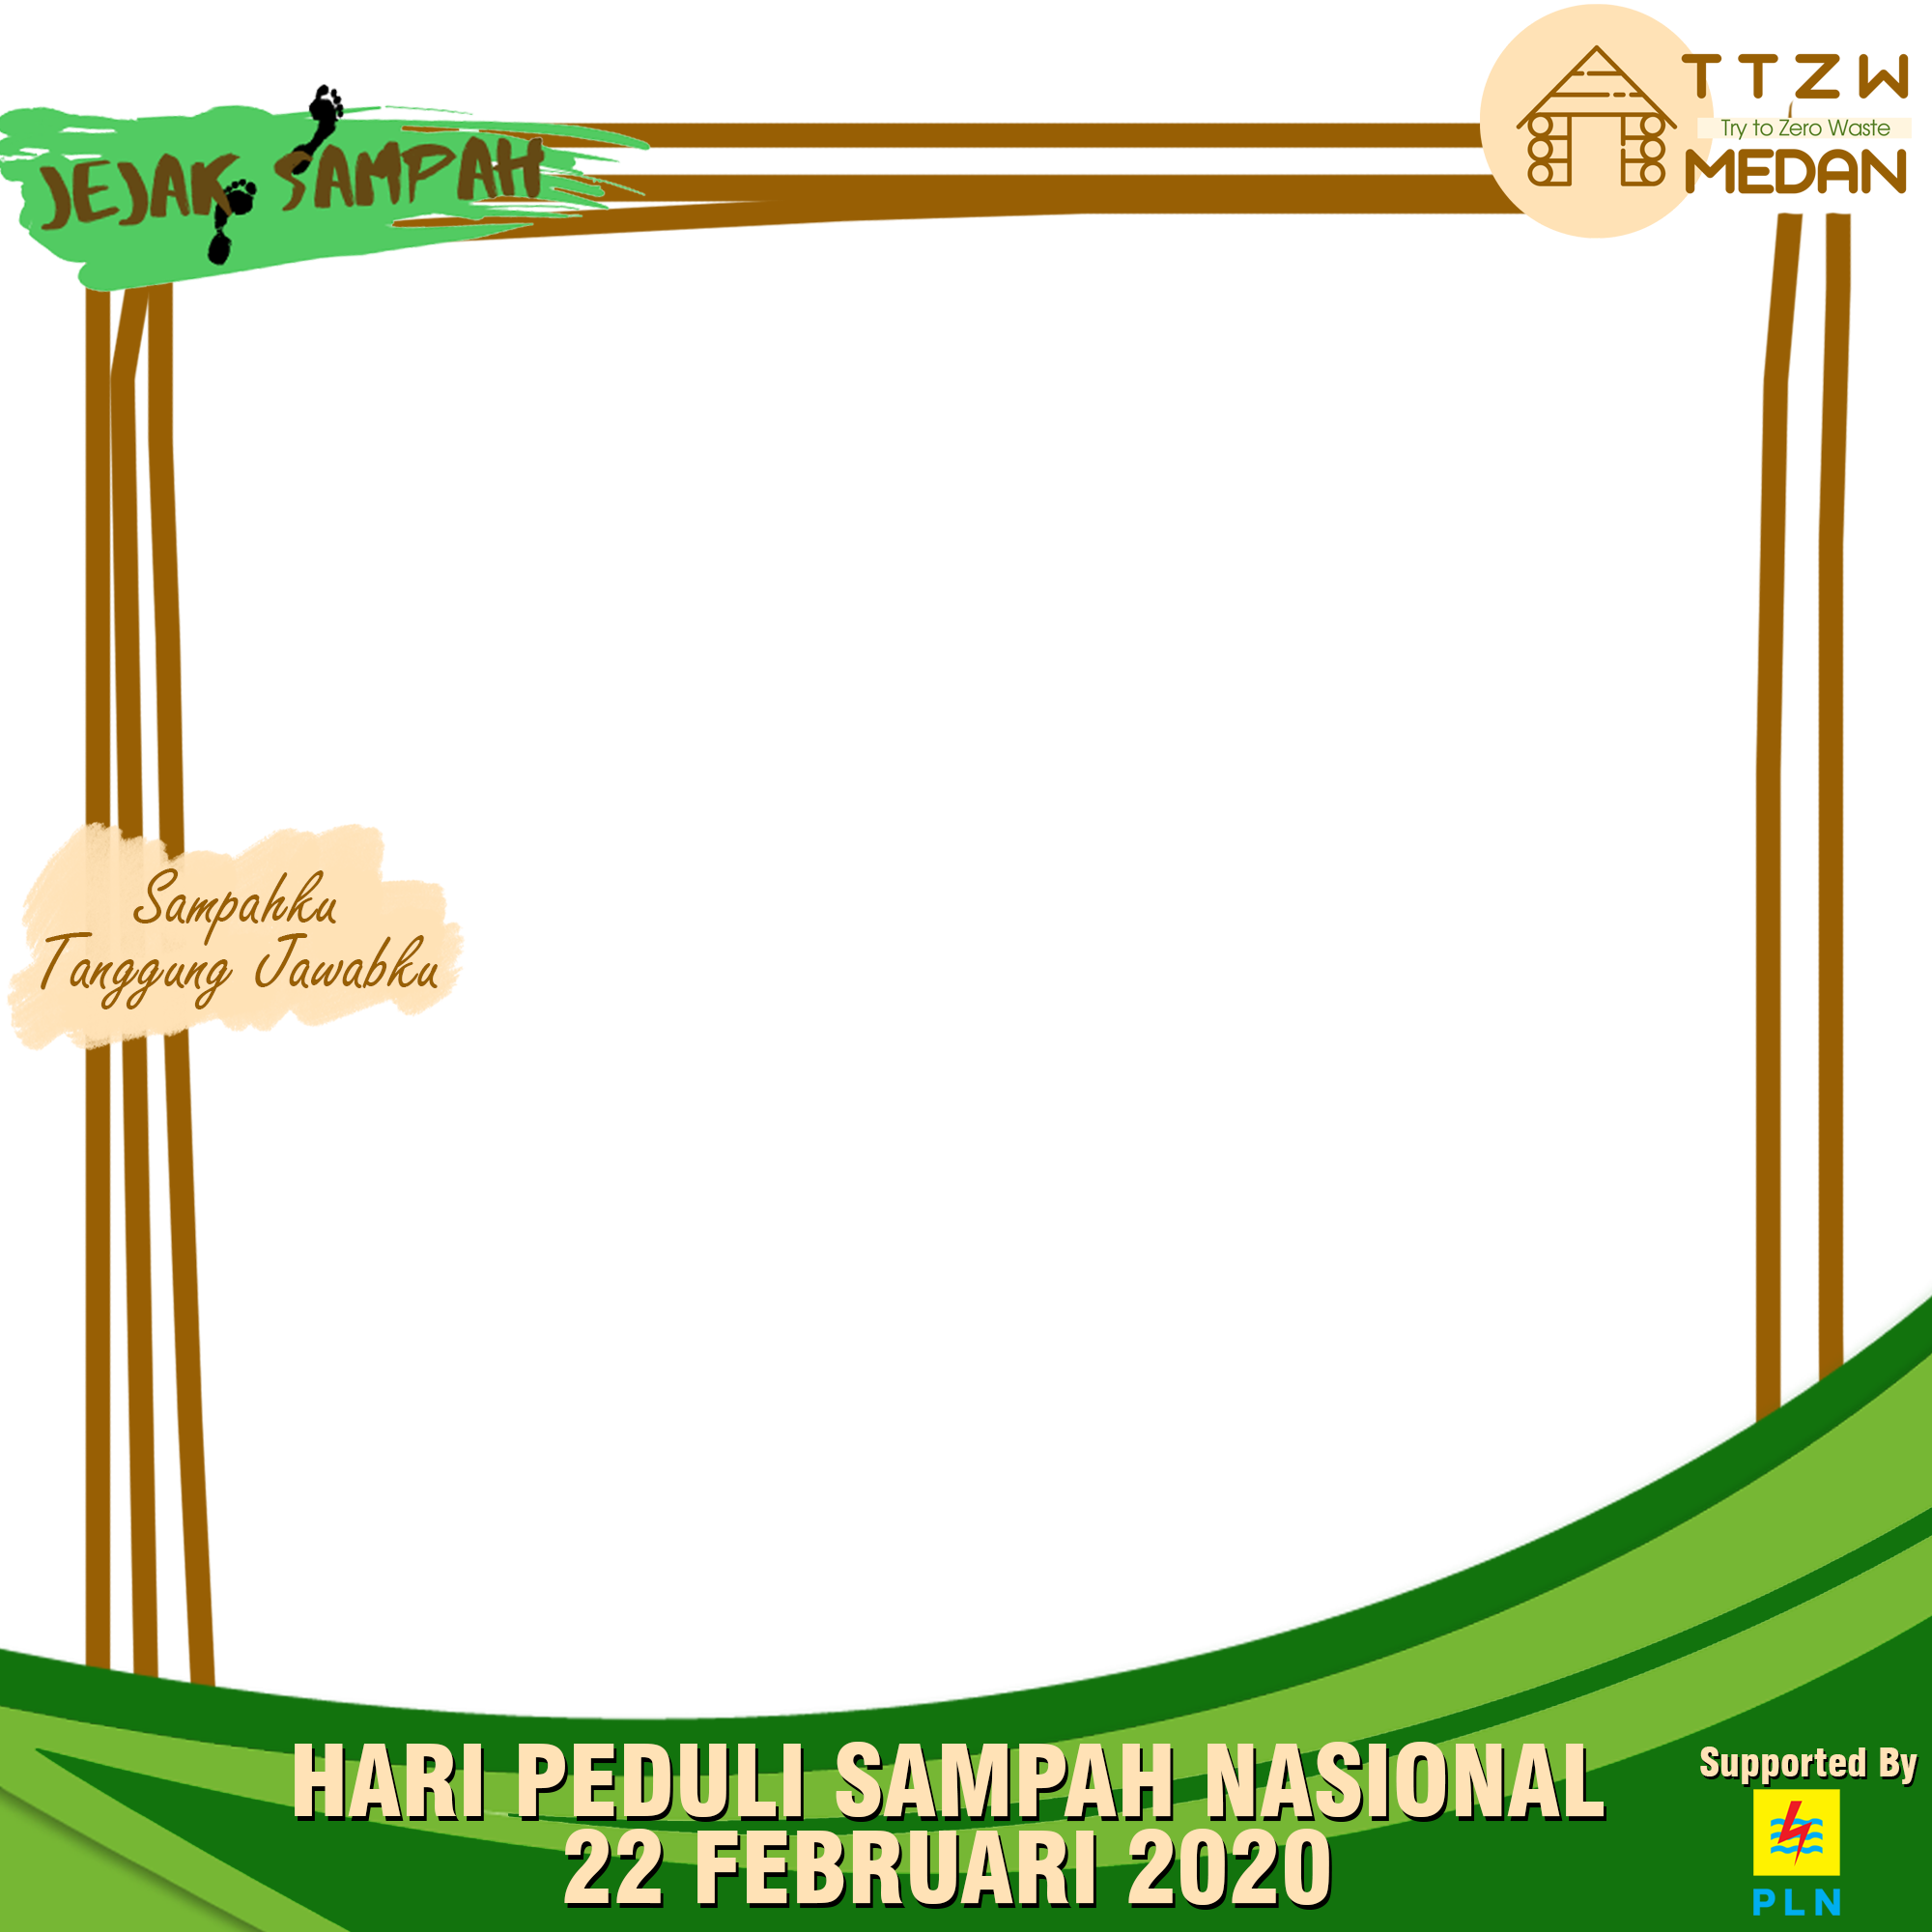 JEJAK SAMPAH
TTZW
Try to Zero Waste
MEDAN
Sampahku
Tanggung Jawabku
HARI PEDULI SAMPAH NASIONAL
22 FEBRUARI 2020
Supported By
PLN